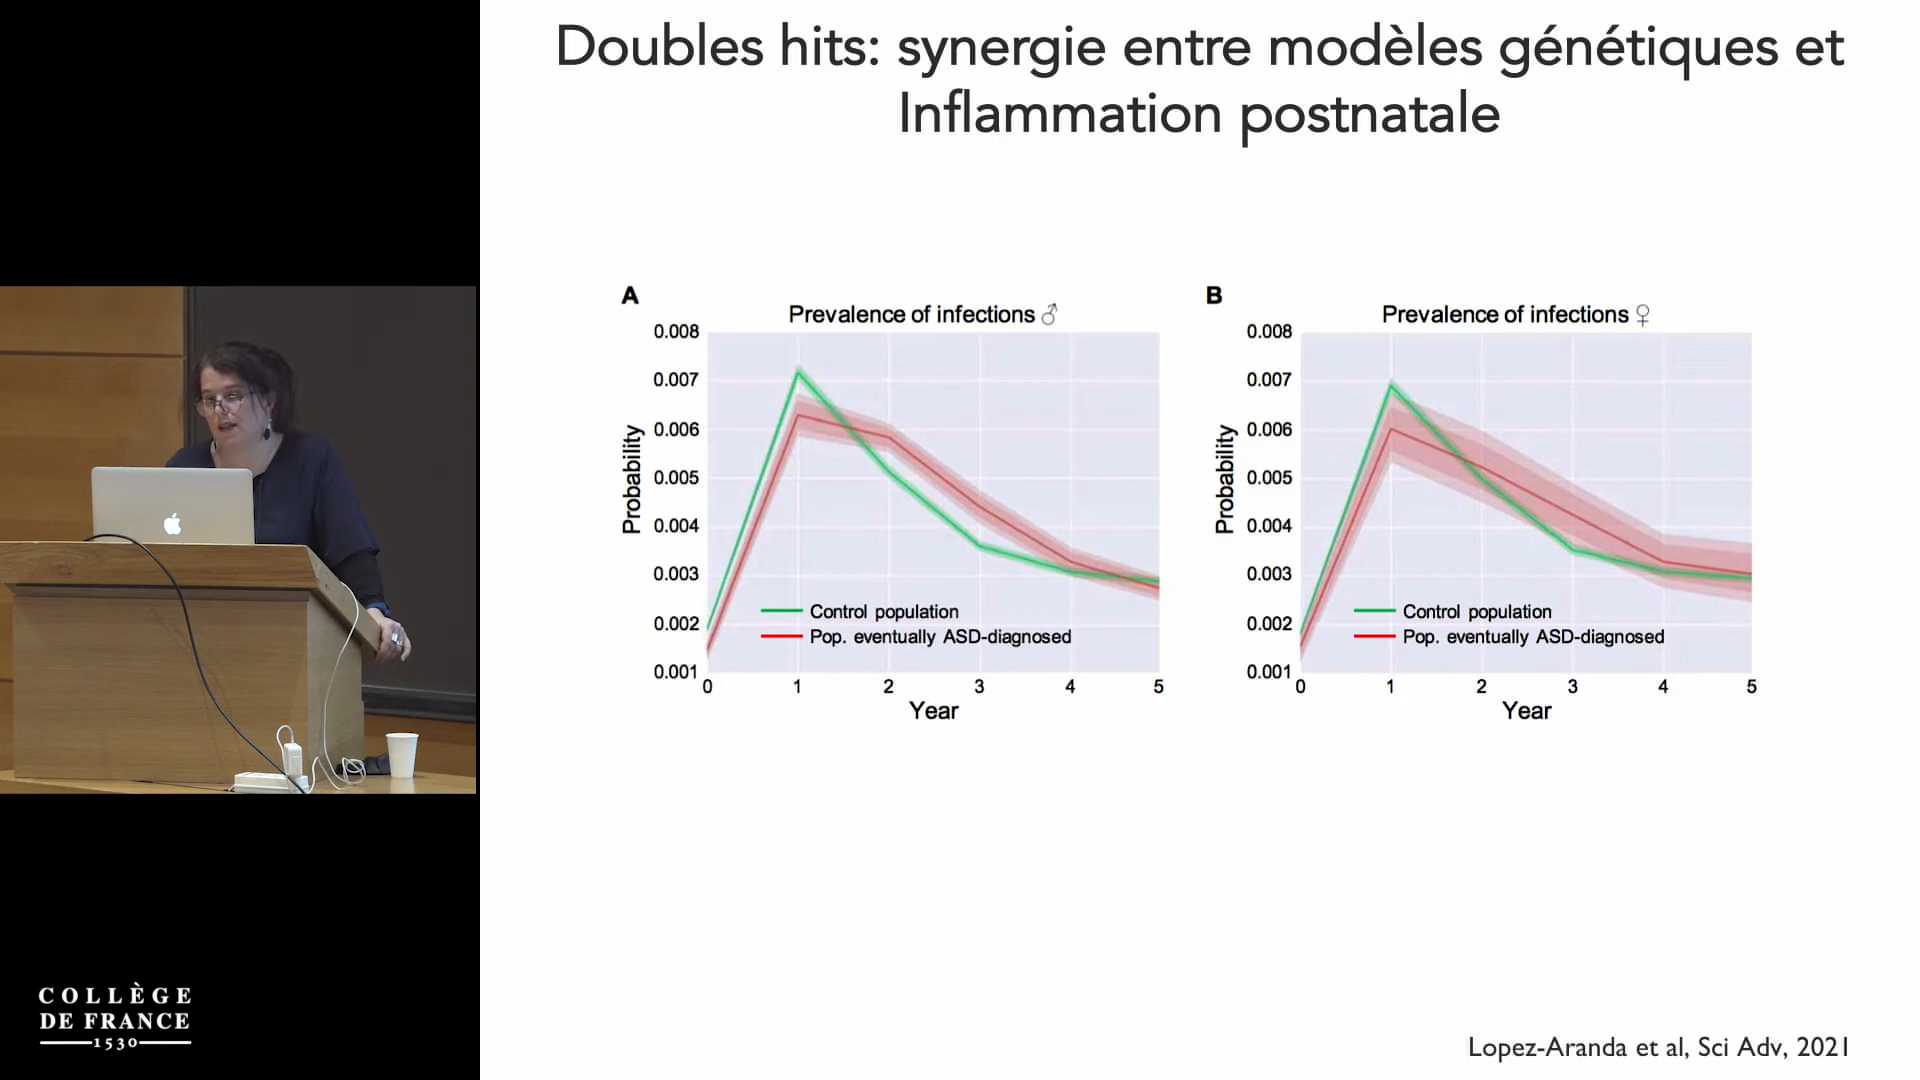 Doubles hits: synergie entre modèles génétiques et
Inflammation postnatale
A
Prevalence of infections ♂
0.008
0.007
0.006
0.005
0.004
0.003
0.002
0.001
Probability
Control population
Pop. eventually ASD-diagnosed
0 1 2 3 4 5
Year
B
Prevalence of infections ♀
0.008
0.007
0.006
0.005
0.004
0.003
0.002
0.001
Probability
Control population
Pop. eventually ASD-diagnosed
0 1 2 3 4 5
Year
COLLÈGE
DE FRANCE
1530
Lopez-Aranda et al, Sci Adv, 2021